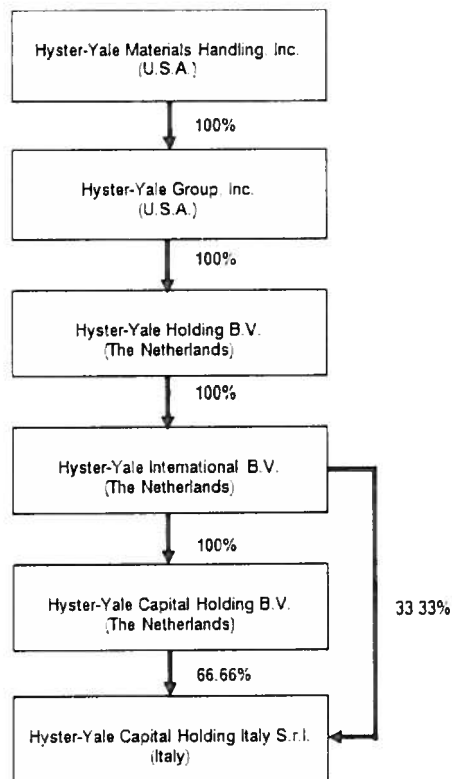 Hyster-Yale Materials Handling, Inc.
(U.S.A.)
100%
Hyster-Yale Group, Inc.
(U.S.A.)
100%
Hyster-Yale Holding B.V.
(The Netherlands)
100%
Hyster-Yale International B.V.
(The Netherlands)
100%
33.33%
Hyster-Yale Capital Holding B.V.
(The Netherlands)
66.66%
Hyster-Yale Capital Holding Italy S.r.l.
(Italy)